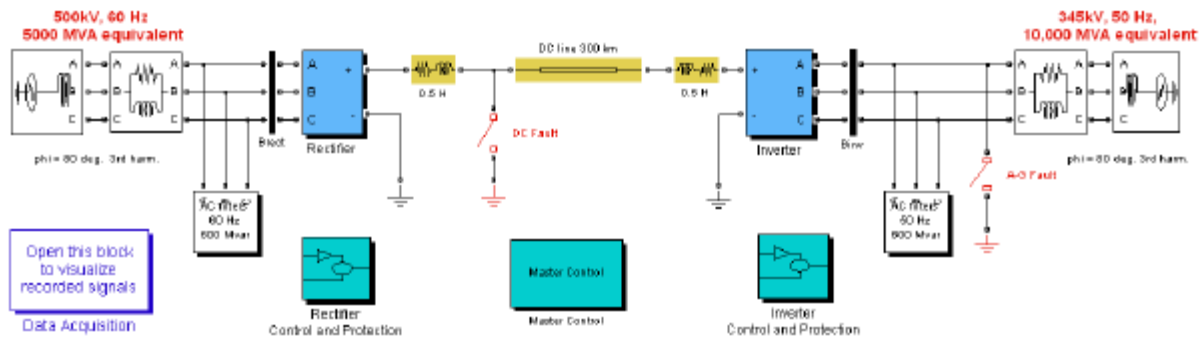 500kV, 60 Hz
5000 MVA equivalent
345kV, 50 Hz,
10,000 MVA equivalent
DC line 300 km
A
B
C
A
B
C
A
B
C
+
-
0.5 H
0.5 H
+
-
A
B
C
A
B
C
A
B
C
Brect
Rectifier
DC Fault
Inverter
Binv
phi = 80 deg. 3rd harm.
phi = 80 deg. 3rd harm.
A-G Fault
60 Hz
600 Mvar
50 Hz
600 Mvar
Open this block
to visualize
recorded signals
Data Acquisition
Master Control
Rectifier
Control and Protection
Master Control
Inverter
Control and Protection